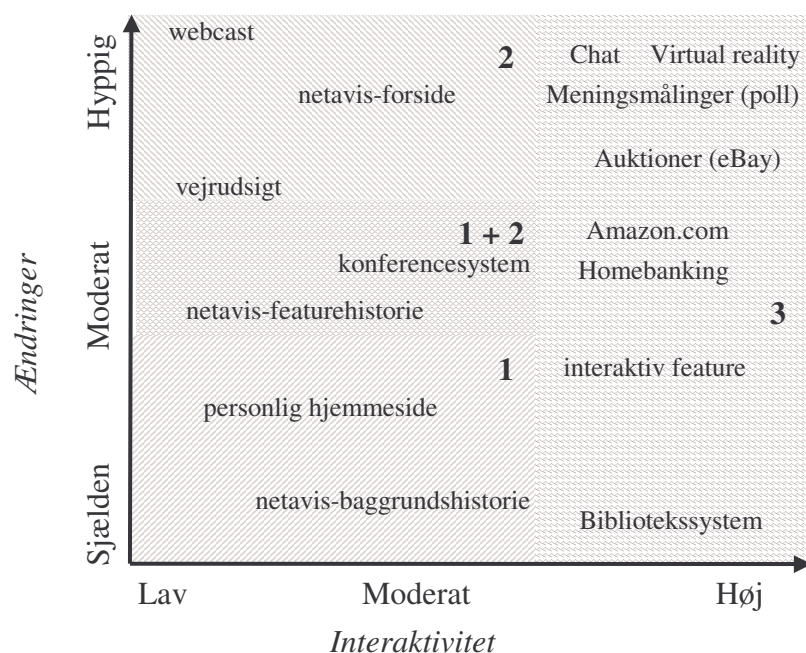 webcast
2
Chat Virtual reality
netavis-forside
Meningsmålinger (poll)
Auktioner (eBay)
vejrudsigt
1 + 2
Amazon.com
konferencesystem
Homebanking
netavis-featurehistorie
3
1
interaktiv feature
personlig hjemmeside
netavis-baggrundshistorie
Bibliotekssystem
Hyppig
Moderat
Sjælden
Ændringer
Lav Moderat Høj
Interaktivitet